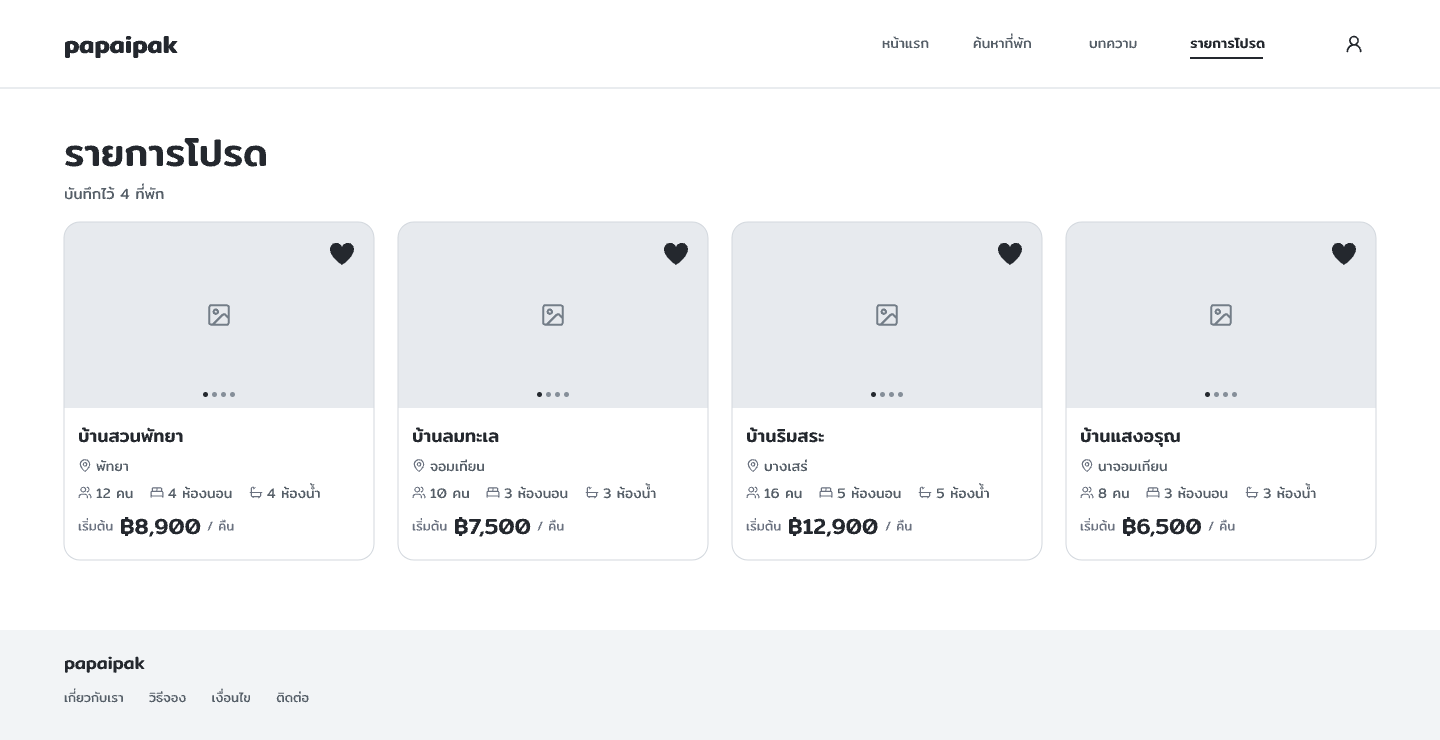 papaipak
หน้าแรก ค้นหาที่พัก บทความ รายการโปรด
รายการโปรด
บันทึกไว้ 4 ที่พัก
บ้านสวนพัทยา
พัทยา
12 คน 4 ห้องนอน 4 ห้องน้ำ
เริ่มต้น ฿8,900 / คืน
บ้านลมทะเล
จอมเทียน
10 คน 3 ห้องนอน 3 ห้องน้ำ
เริ่มต้น ฿7,500 / คืน
บ้านริมสระ
บางเสร่
16 คน 5 ห้องนอน 5 ห้องน้ำ
เริ่มต้น ฿12,900 / คืน
บ้านแสงอรุณ
นาจอมเทียน
8 คน 3 ห้องนอน 3 ห้องน้ำ
เริ่มต้น ฿6,500 / คืน
papaipak
เกี่ยวกับเรา วิธีจอง เงื่อนไข ติดต่อ